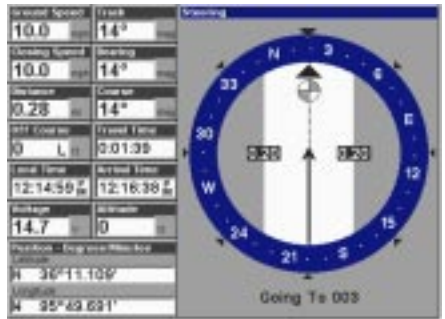 Ground Speed Track
10.0 14°
Closing Speed Bearing
10.0 14°
Distance Course
0.28 14°
Off Course Travel Time
0 L 0:01:39
Local Time Arrival Time
12:14:59 12:16:38
Voltage Altitude
14.7 0
Position - Degrees/Minutes
Latitude
N 36°11.109'
Longitude
95°49.691'
Steering
N 3 6 E 12 15 S 21 24 W 30 33
0.20 0.20
Going To 003